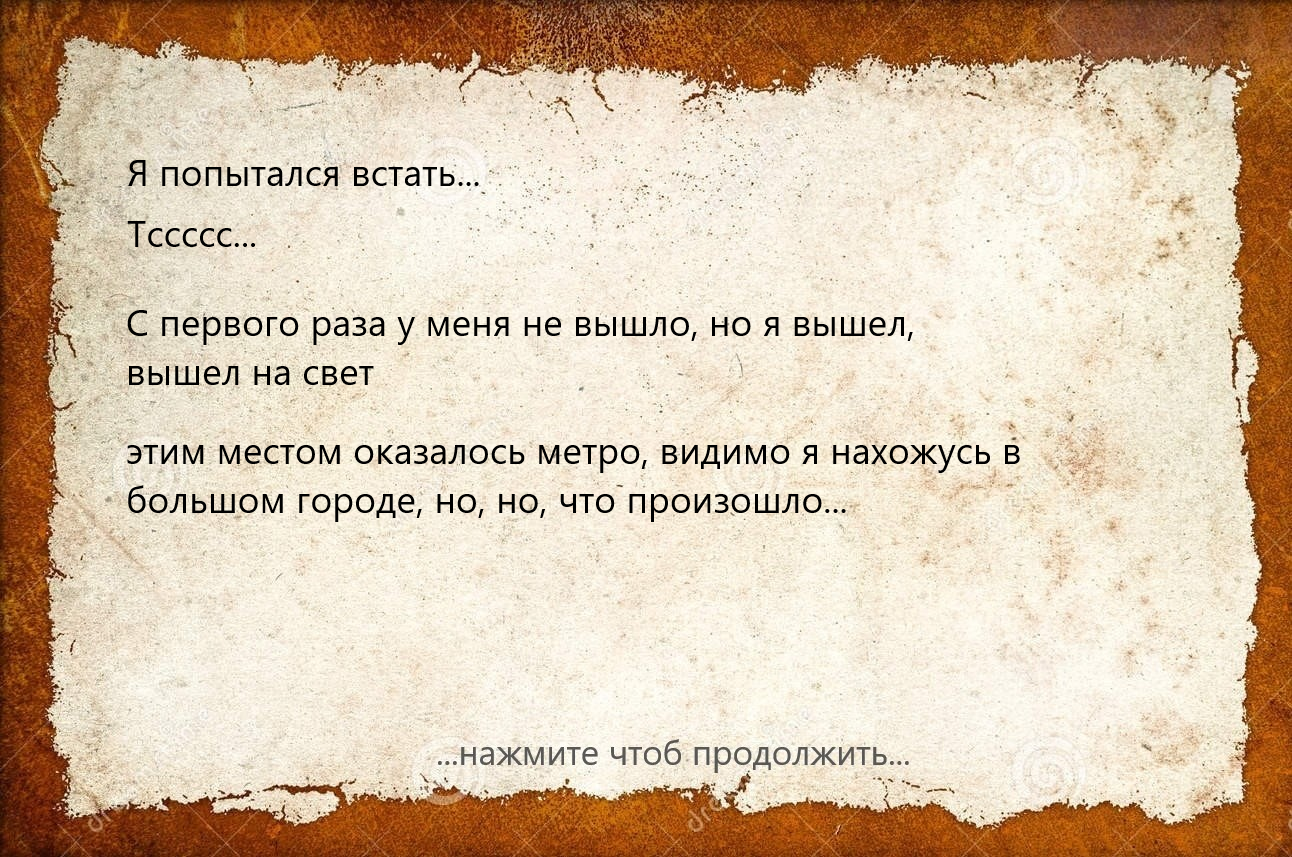 Я попытался встать...
Тссссс...
С первого раза у меня не вышло, но я вышел,
вышел на свет
этим местом оказалось метро, видимо я нахожусь в
большом городе, но, но, что произошло...
...нажмите чтоб продолжить...